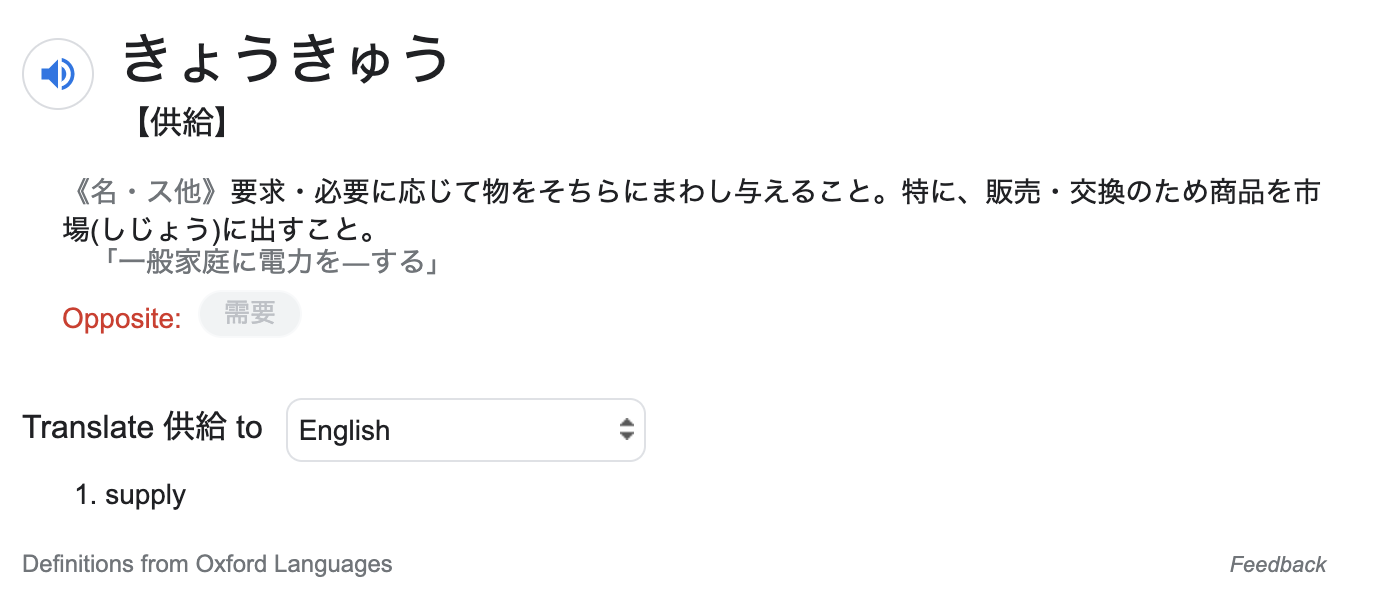 きょうきゅう
【供給】
《名・ス他》要求・必要に応じて物をそちらにまわし与えること。特に、販売・交換のため商品を市
場(しじょう)に出すこと。
「一般家庭に電力を―する」
Opposite: 需要
Translate 供給 to English
1. supply
Definitions from Oxford Languages Feedback